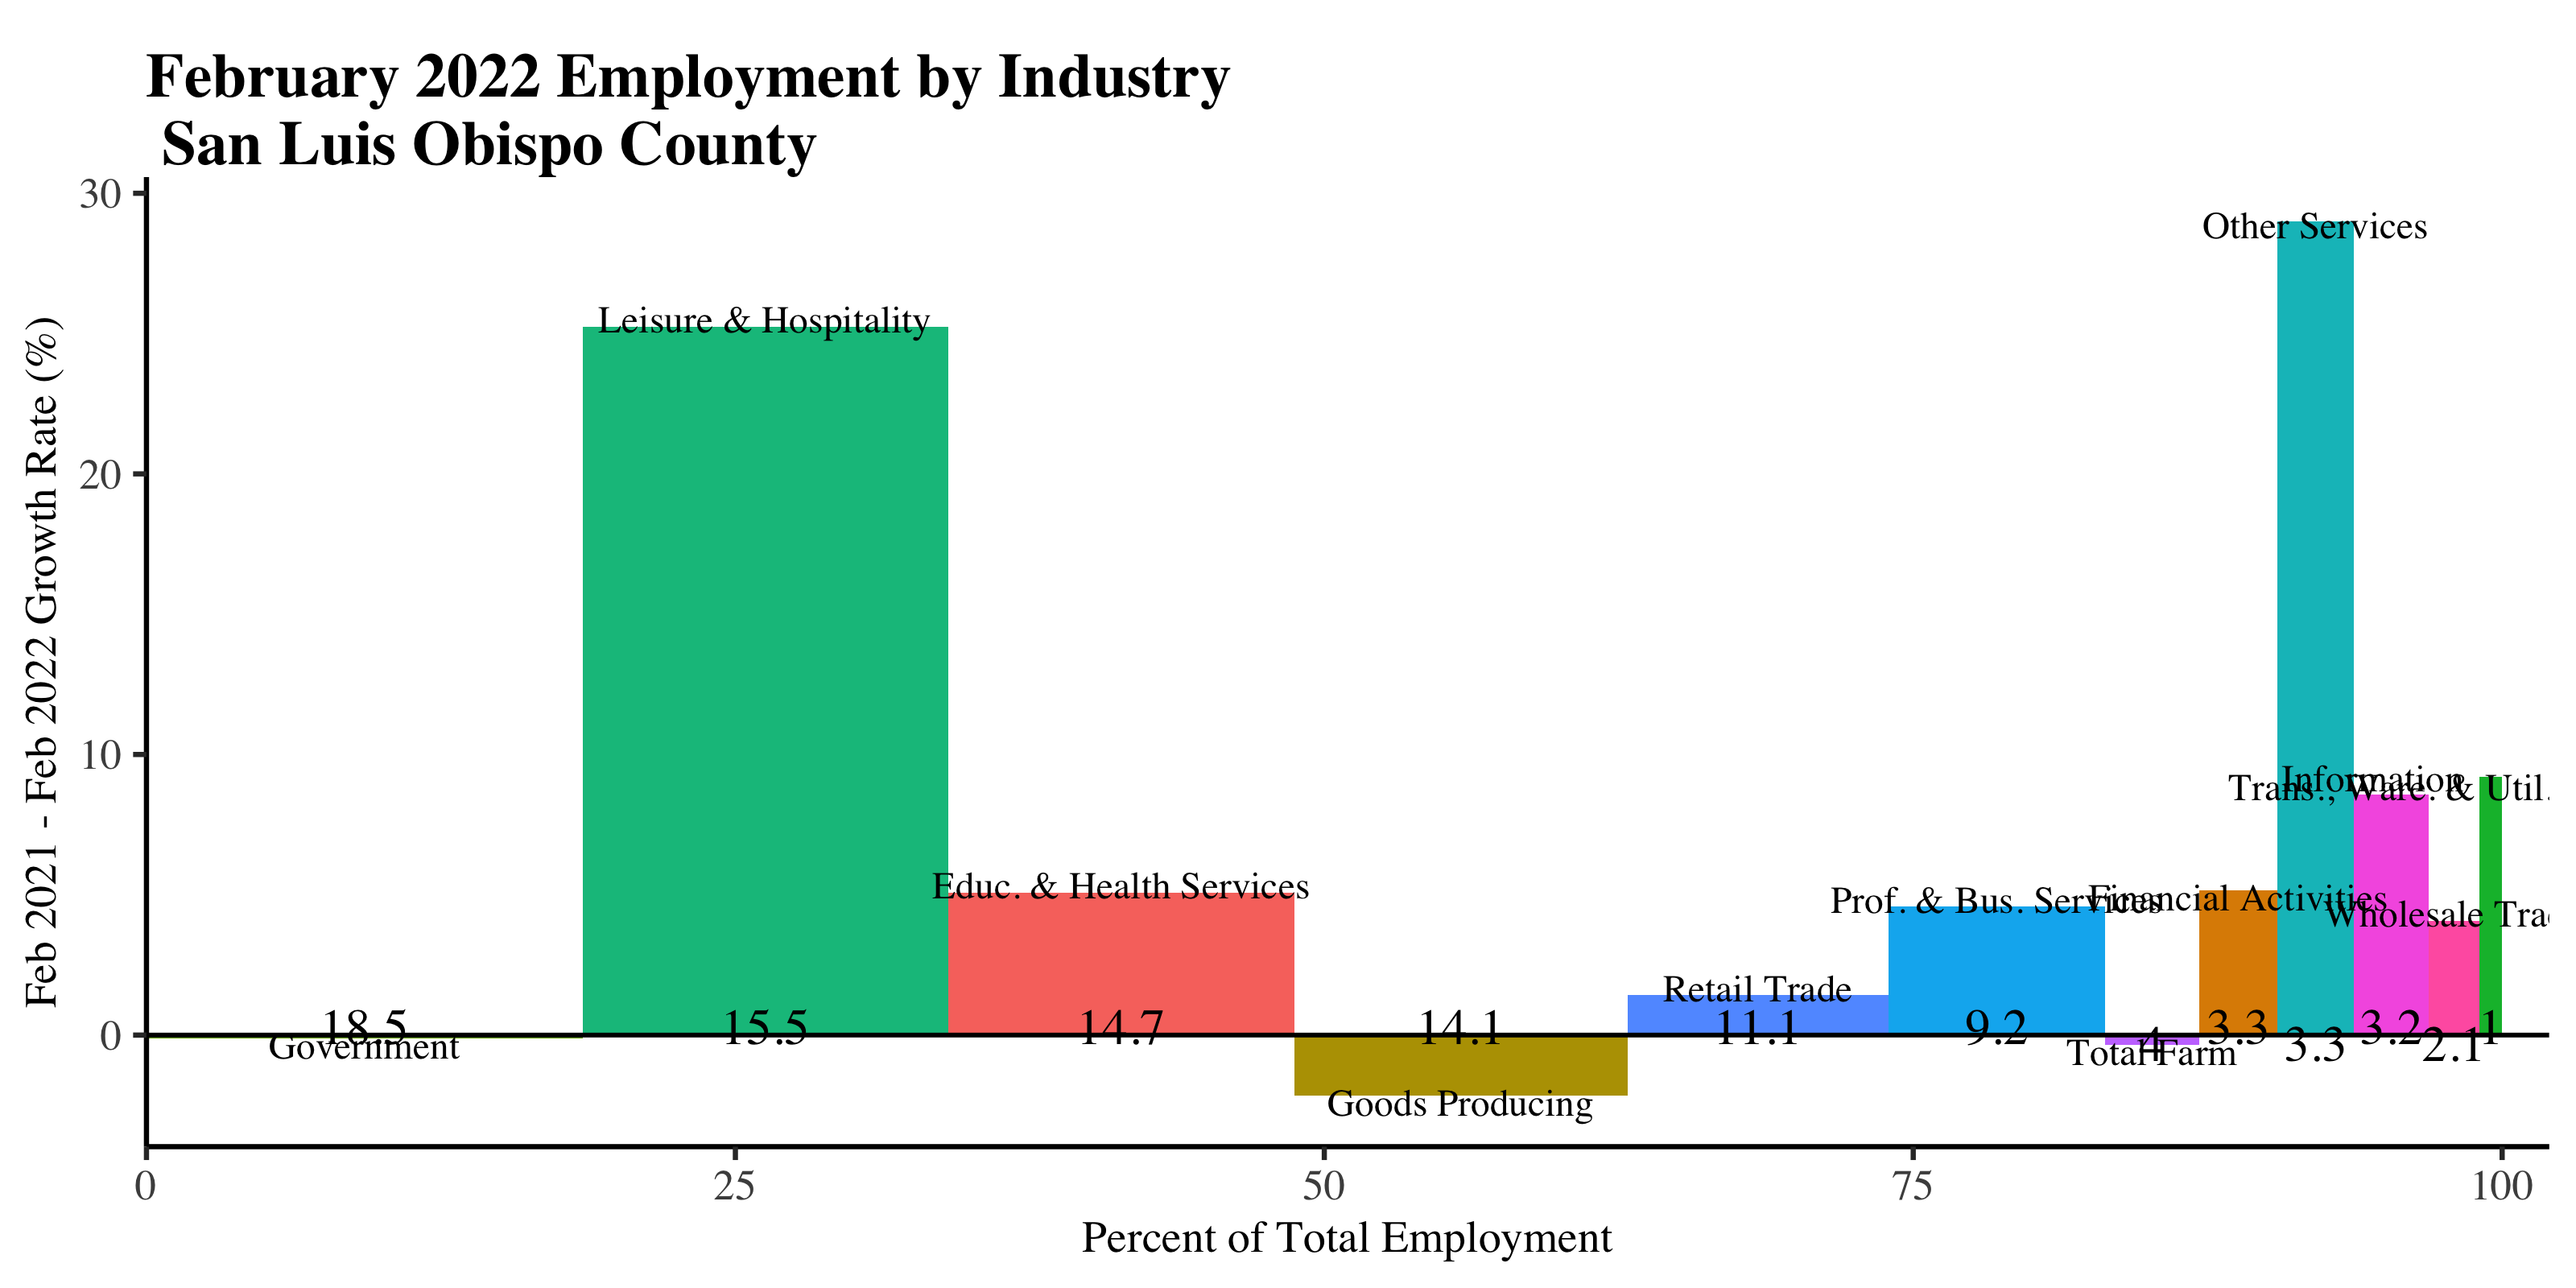 February 2022 Employment by Industry
San Luis Obispo County
Feb 2021 - Feb 2022 Growth Rate (%)
30
20
10
0
Other Services
Leisure & Hospitality
Information
Trans., Ware. & Util.
Educ. & Health Services
Prof. & Bus. Services
Financial Activities
Wholesale Tra
Retail Trade
18.5
15.5
14.7
14.1
11.1
9.2
4
3.3
3.3
3.2
2.1
1
Government
Total Farm
Goods Producing
0
25
50
75
100
Percent of Total Employment